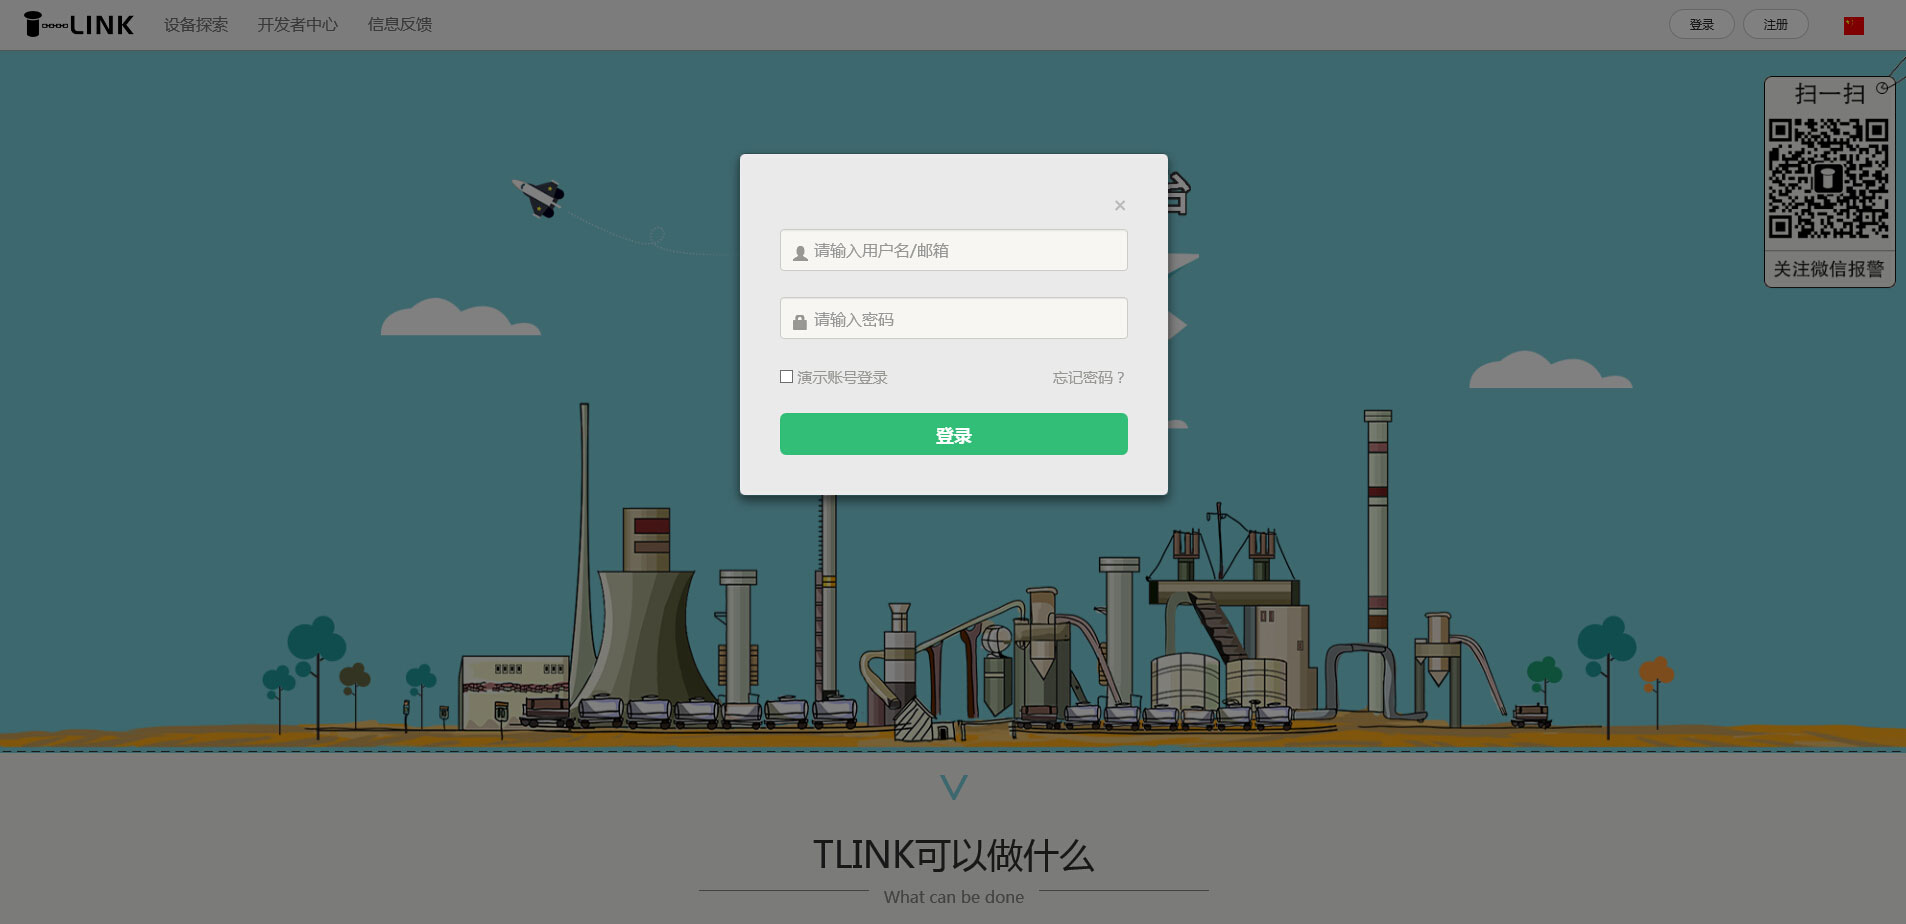 LINK 设备探索 开发者中心 信息反馈 登录 注册
扫一扫
关注微信报警
台
×
请输入用户名/邮箱
请输入密码
演示账号登录 忘记密码？
登录
TLINK可以做什么
What can be done